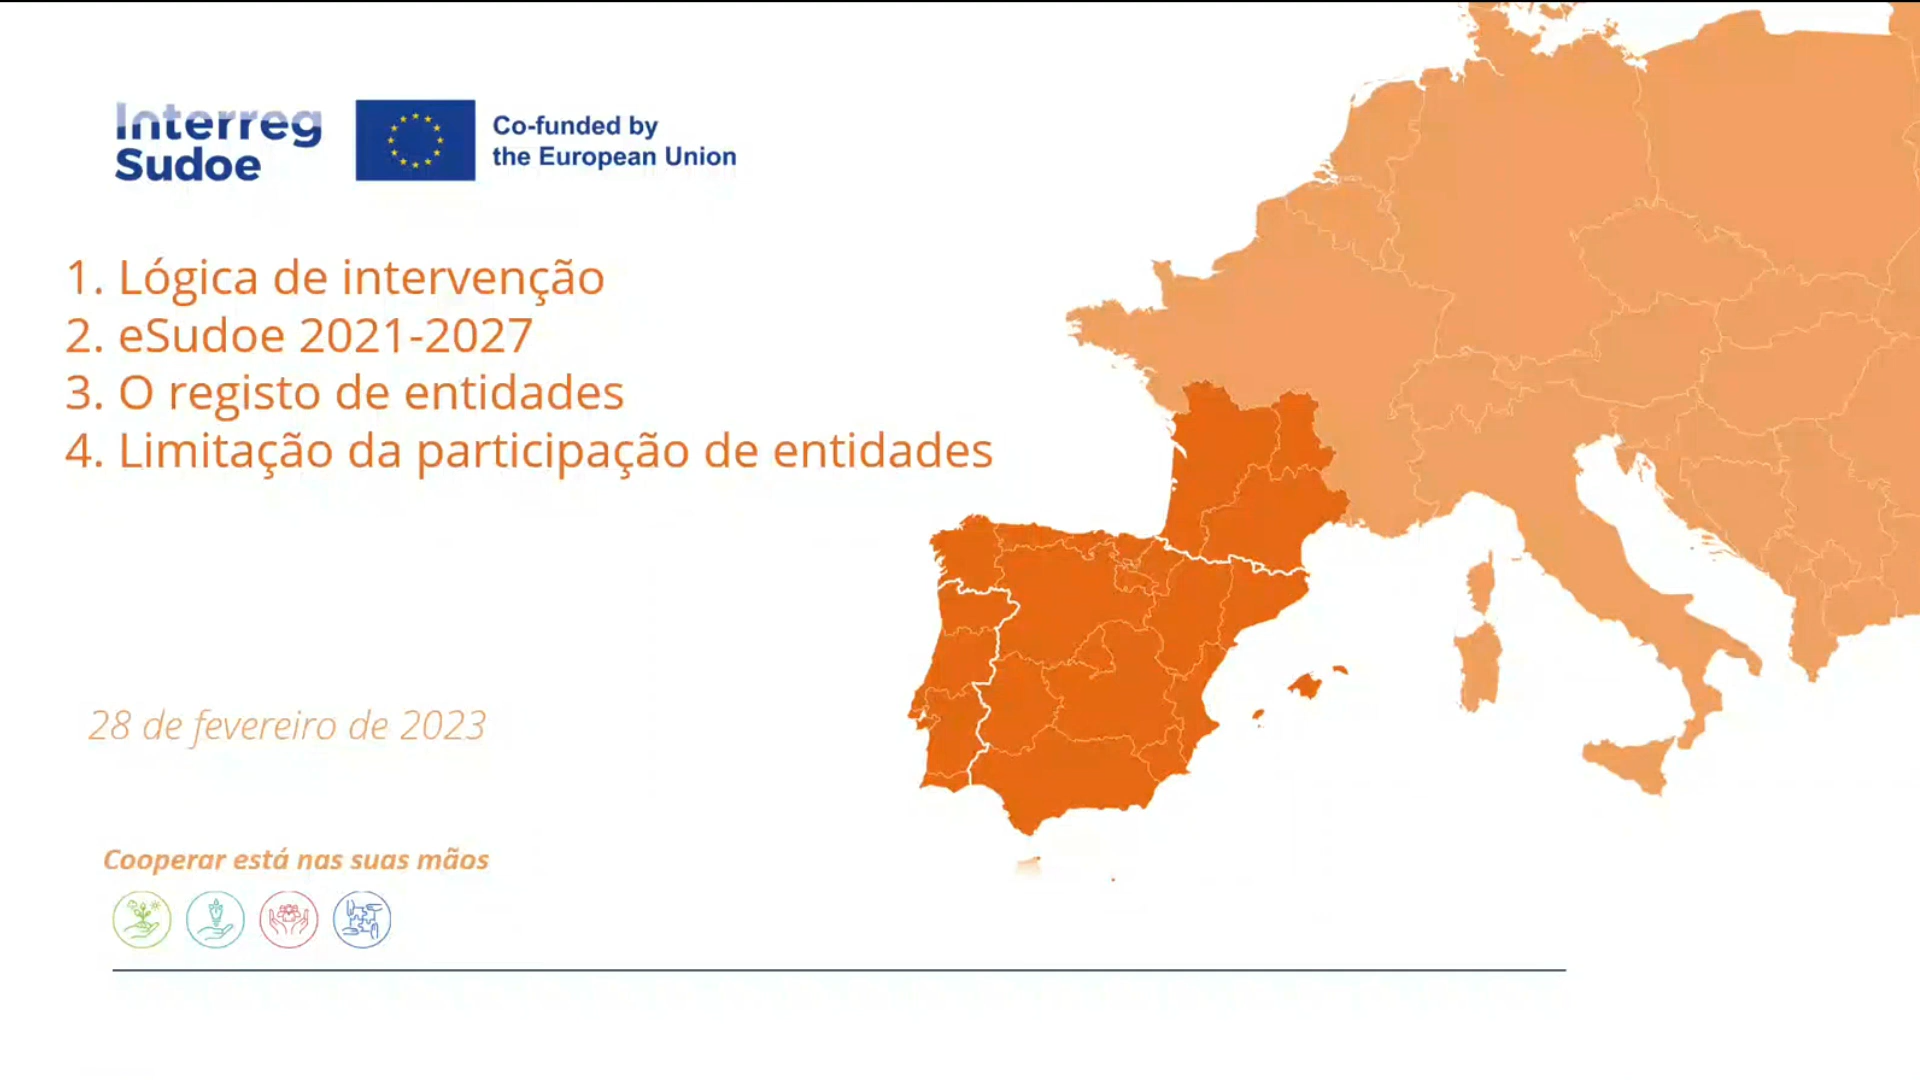 Interreg
Sudoe
Co-funded by
the European Union
1. Lógica de intervenção
2. eSudoe 2021-2027
3. O registo de entidades
4. Limitação da participação de entidades
28 de fevereiro de 2023
Cooperar está nas suas mãos